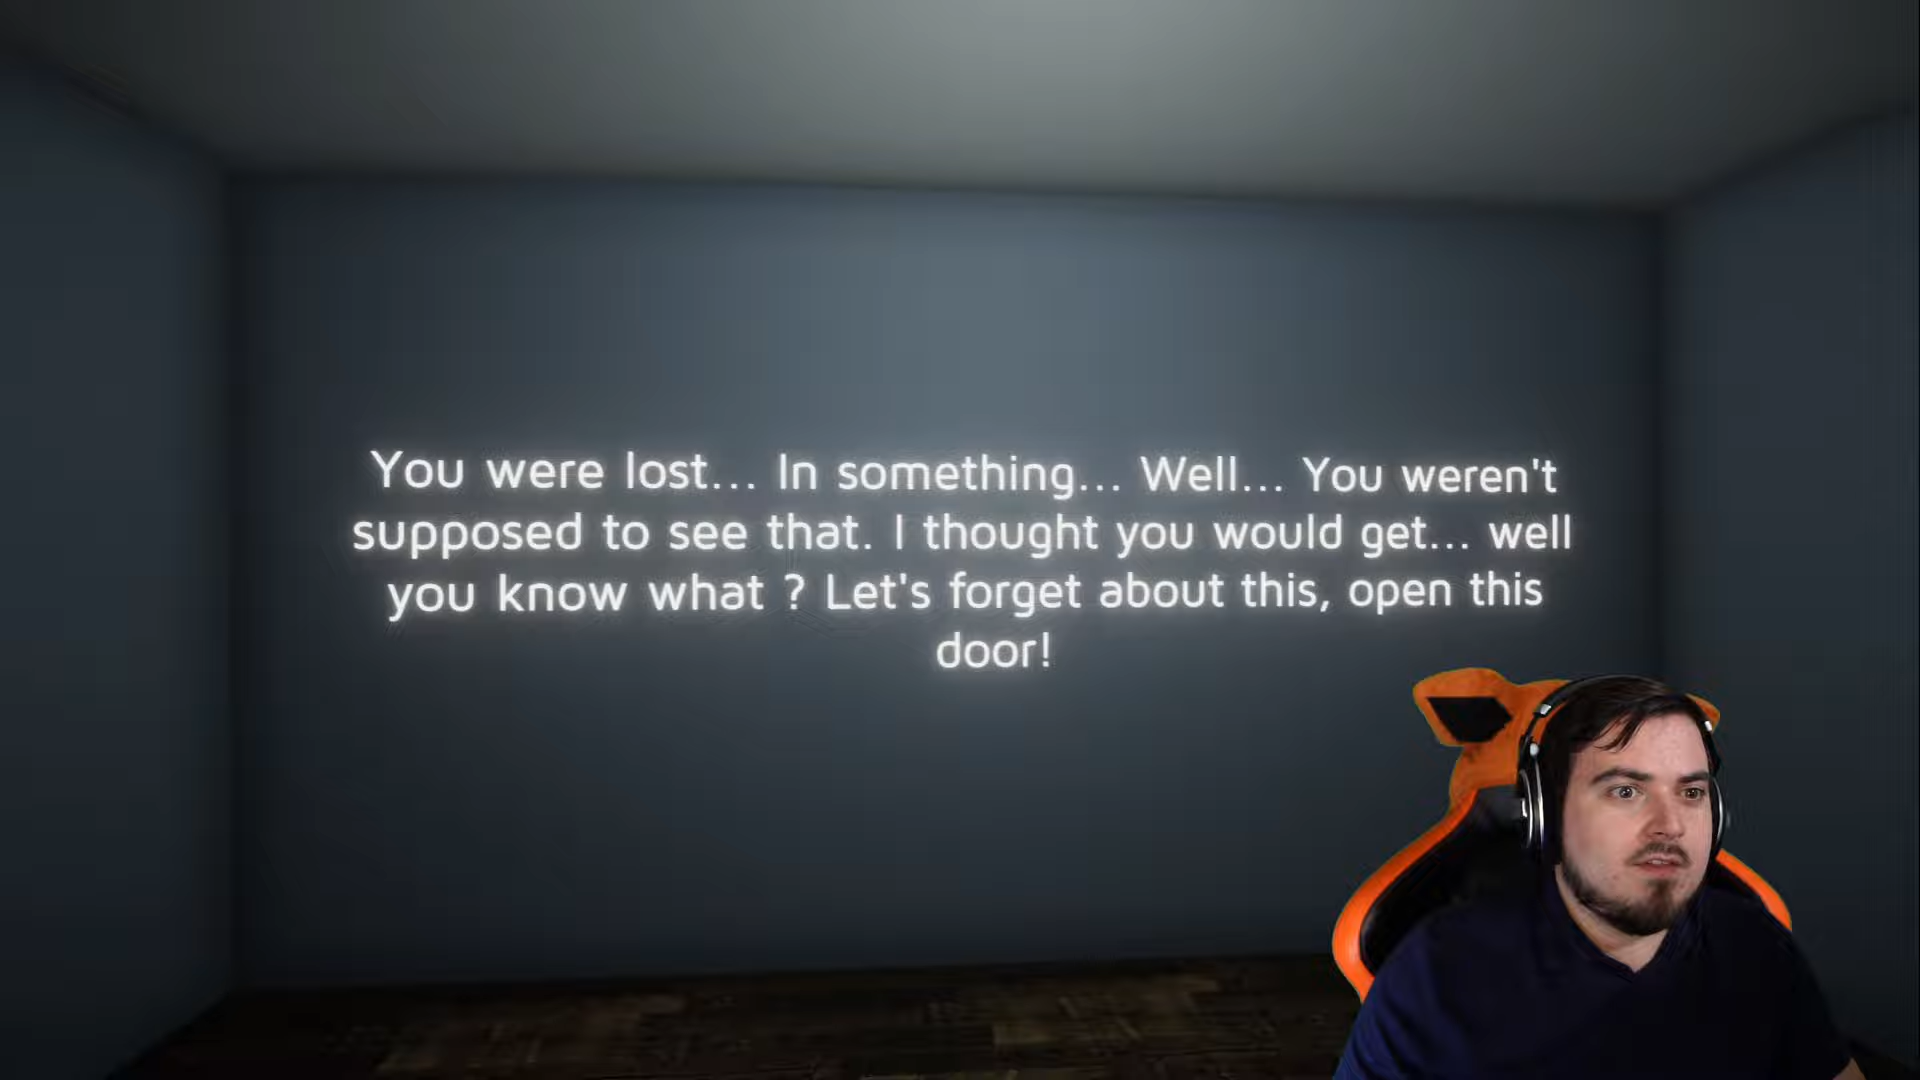 You were lost... In something... Well... You weren't
supposed to see that. I thought you would get... well
you know what ? Let's forget about this, open this
door!